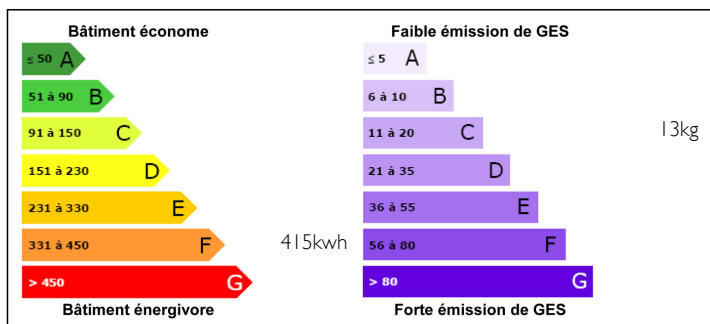 Bâtiment économe
≤ 50 A
51 à 90 B
91 à 150 C
151 à 230 D
231 à 330 E
331 à 450 F
415kwh
> 450 G
Bâtiment énergivore
Faible émission de GES
≤ 5 A
6 à 10 B
11 à 20 C
13kg
21 à 35 D
36 à 55 E
56 à 80 F
> 80 G
Forte émission de GES